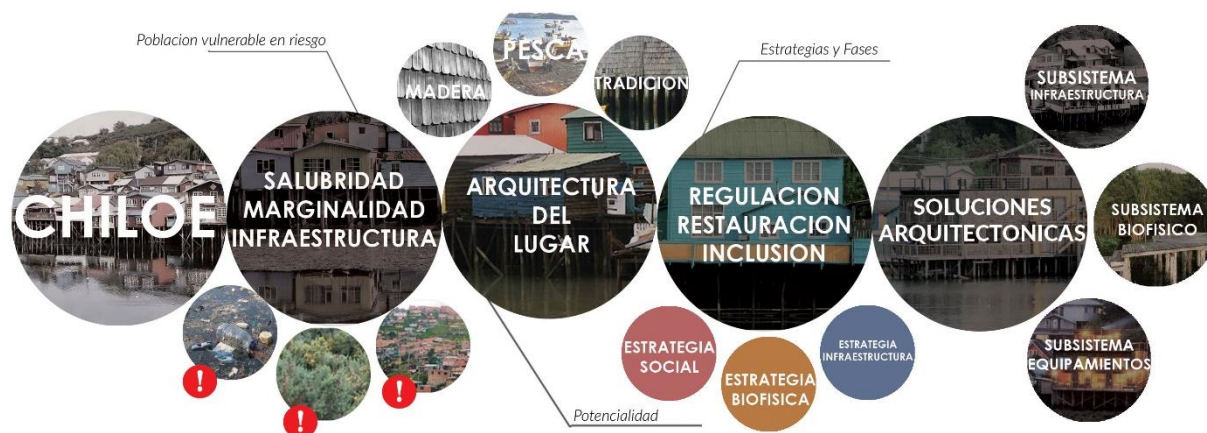 Poblacion vulnerable en riesgo
Estrategias y Fases
PESCA
MADERA
TRADICION
SUBSISTEMA
INFRAESTRUCTURA
CHILOE
SALUBRIDAD
MARGINALIDAD
INFRAESTRUCTURA
ARQUITECTURA
DEL
LUGAR
REGULACION
RESTAURACION
INCLUSION
SOLUCIONES
ARQUITECTONICAS
SUBSISTEMA
BIOFISICO
!
!
!
ESTRATEGIA
SOCIAL
ESTRATEGIA
BIOFISICA
ESTRATEGIA
INFRAESTRUCTURA
SUBSISTEMA
EQUIPAMIENTOS
Potencialidad